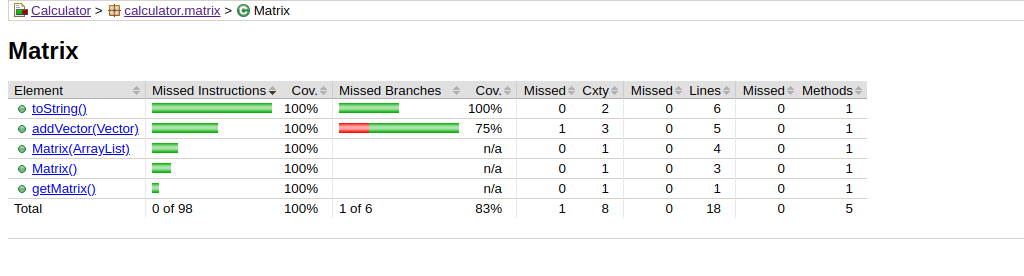 Calculator > calculator.matrix > C Matrix
Matrix
Element Missed Instructions Cov. Missed Branches Cov. Missed Cxty Missed Lines Missed Methods
toString() 100% 100% 0 2 0 6 0 1
addVector(Vector) 100% 75% 1 3 0 5 0 1
Matrix(ArrayList) 100% n/a 0 1 0 4 0 1
Matrix() 100% n/a 0 1 0 3 0 1
getMatrix() 100% n/a 0 1 0 1 0 1
Total 0 of 98 100% 1 of 6 83% 1 8 0 18 0 5